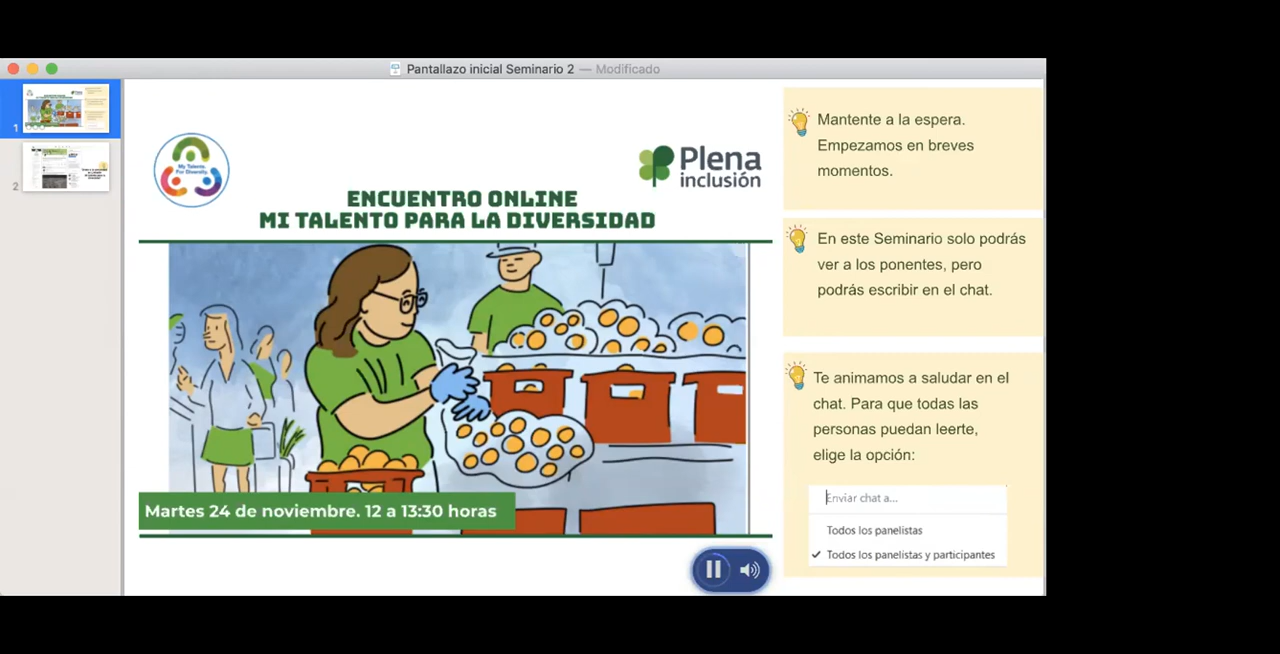 Pantallazo inicial Seminario 2 — Modificado
1
2
My Talent.
For Diversity.
Plena
inclusión
ENCUENTRO ONLINE
MI TALENTO PARA LA DIVERSIDAD
Martes 24 de noviembre. 12 a 13:30 horas
Mantente a la espera.
Empezamos en breves
momentos.
En este Seminario solo podrás
ver a los ponentes, pero
podrás escribir en el chat.
Te animamos a saludar en el
chat. Para que todas las
personas puedan leerte,
elige la opción:
Enviar chat a...
Todos los panelistas
Todos los panelistas y participantes